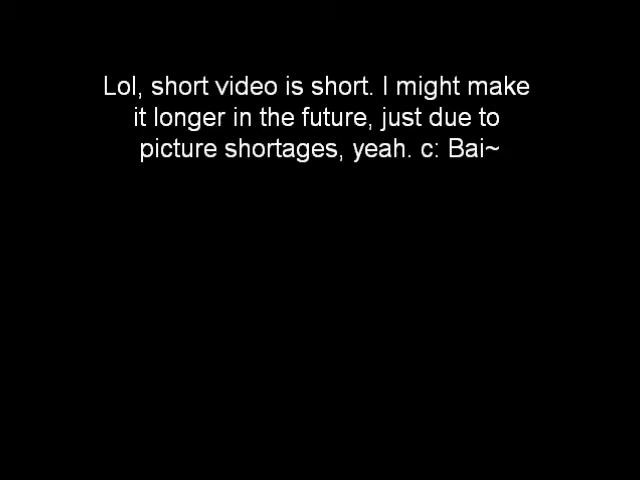 Lol, short video is short. I might make
it longer in the future, just due to
picture shortages, yeah. c: Bai~